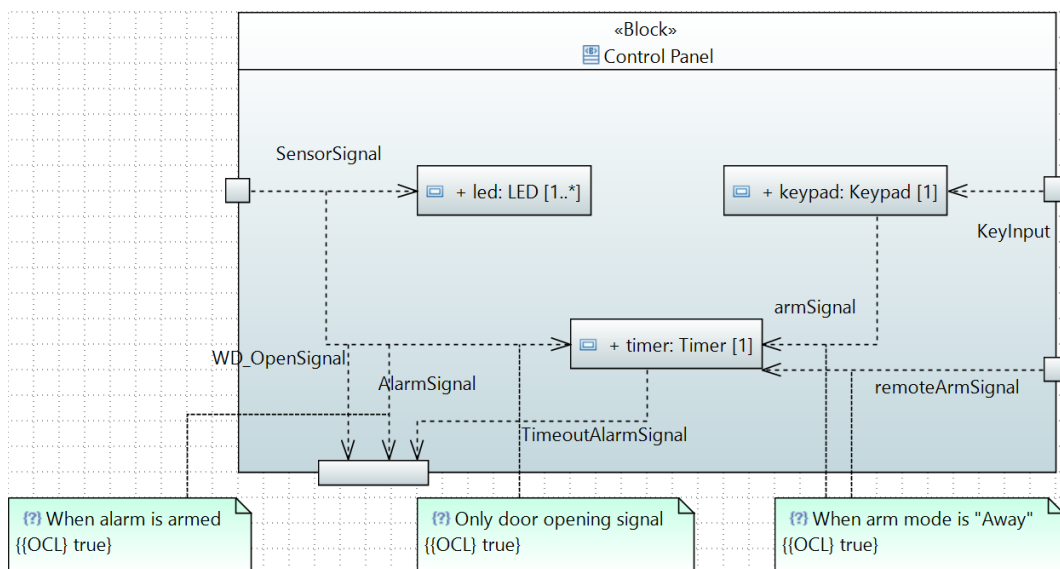 «Block»
Control Panel
SensorSignal
+ led: LED [1..*]
+ keypad: Keypad [1]
KeyInput
armSignal
+ timer: Timer [1]
WD_OpenSignal
AlarmSignal
remoteArmSignal
TimeoutAlarmSignal
{?} When alarm is armed
{{OCL} true}
{?} Only door opening signal
{{OCL} true}
{?} When arm mode is "Away"
{{OCL} true}